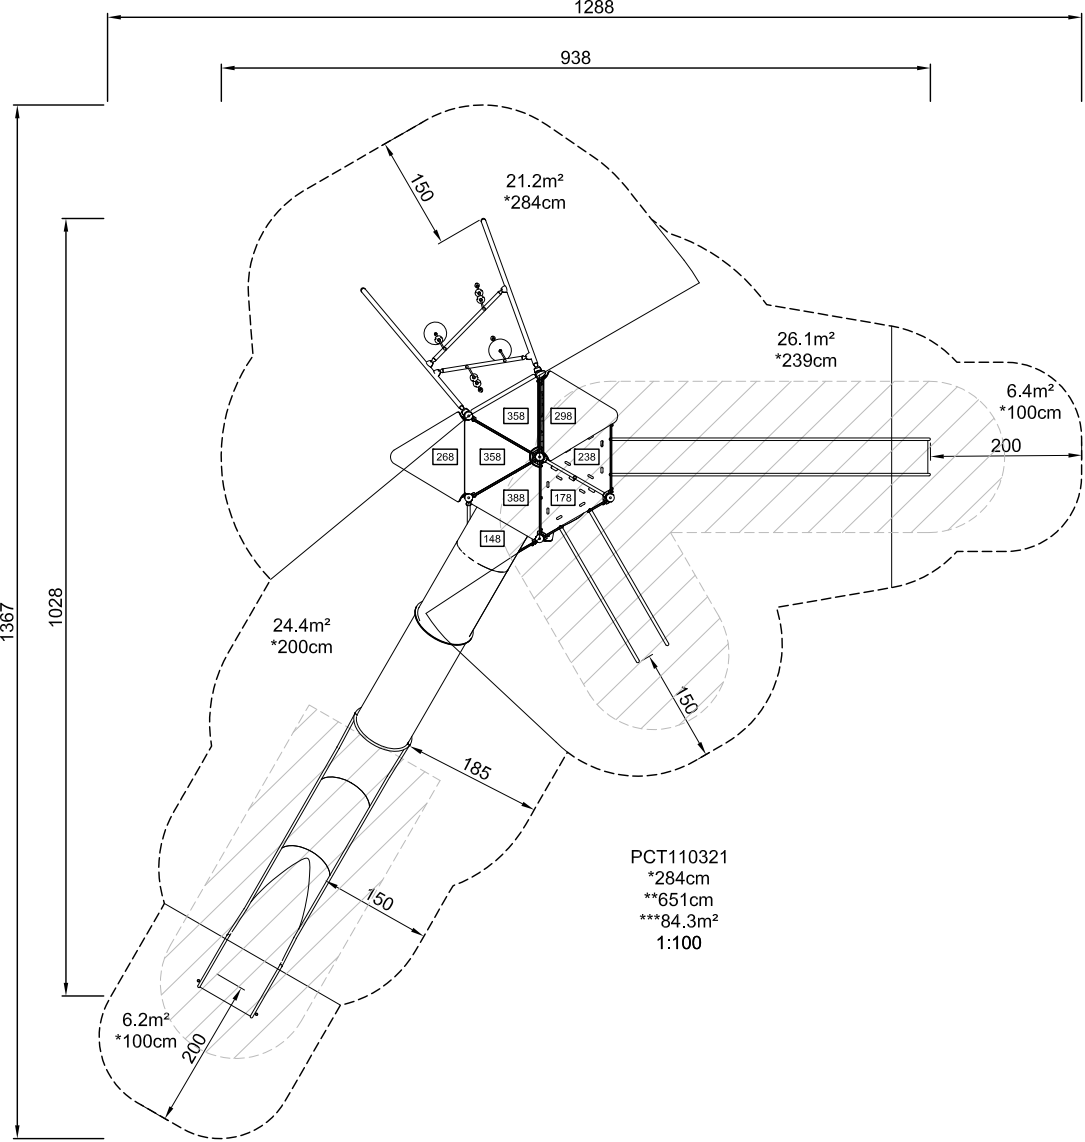 1288
938
150
21.2m²
*284cm
26.1m²
*239cm
6.4m²
*100cm
200
358
298
268
358
238
388
178
148
1367
1028
24.4m²
*200cm
150
185
150
PCT110321
*284cm
**651cm
***84.3m²
1:100
6.2m²
*100cm
200